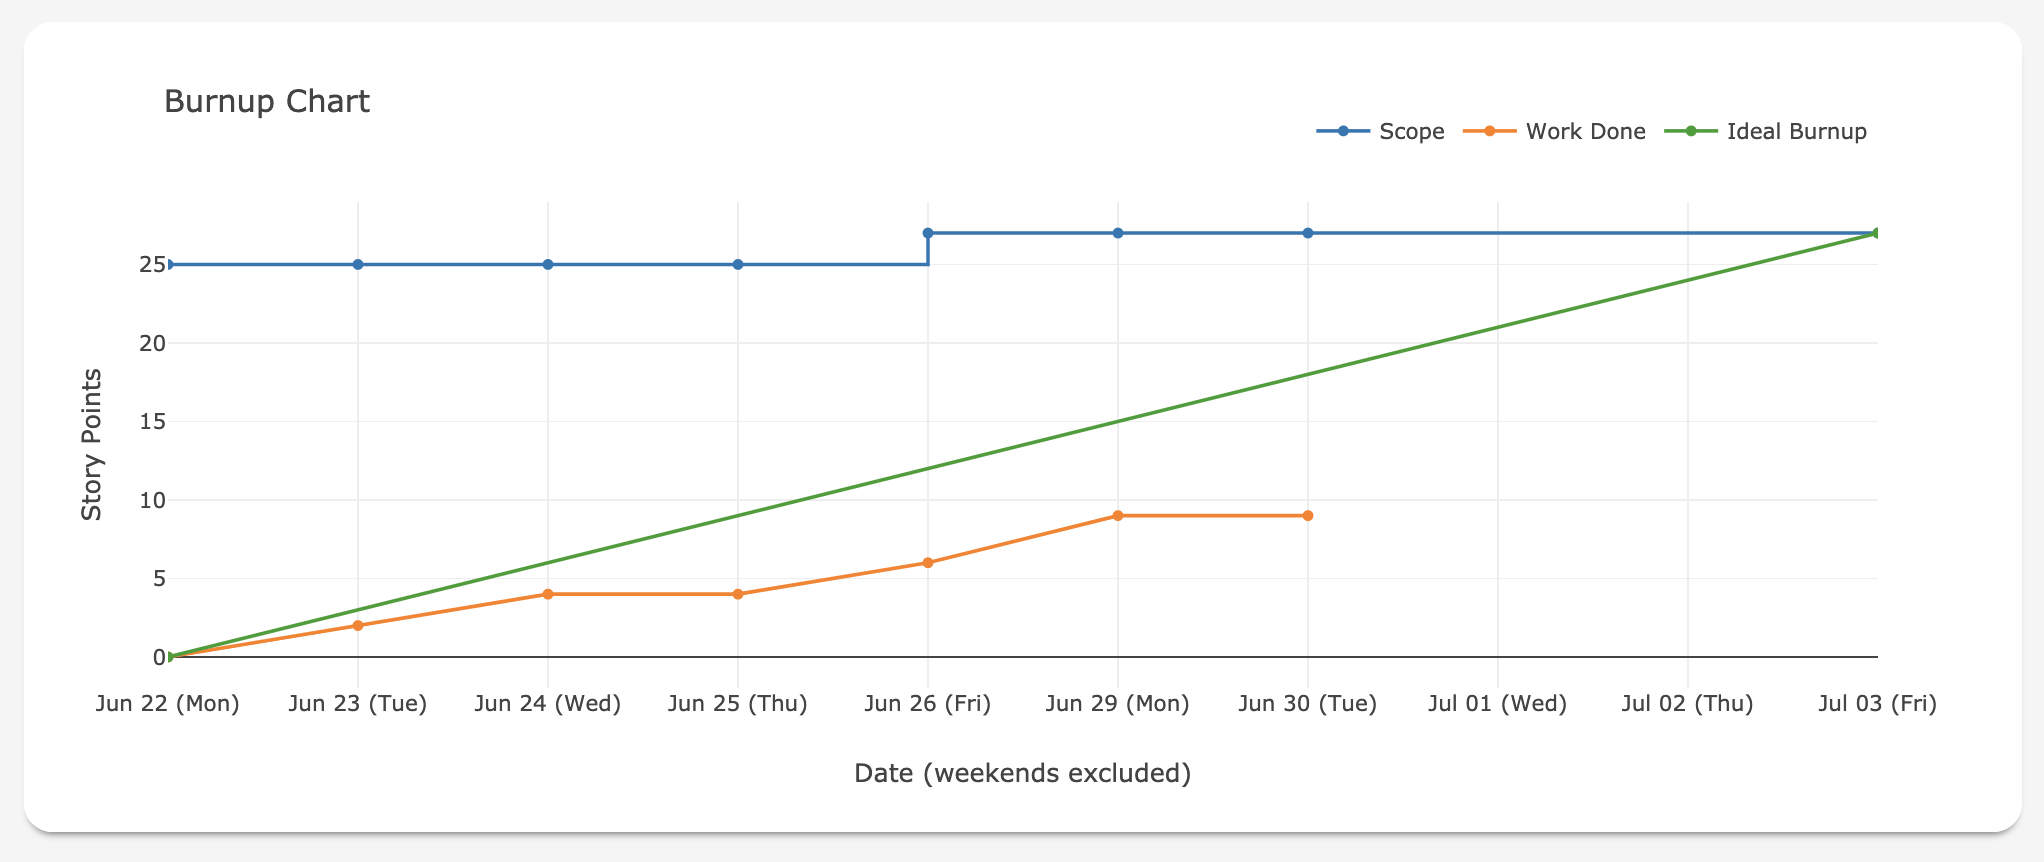 Burnup Chart
Scope Work Done Ideal Burnup
Story Points
25
20
15
10
5
0
Jun 22 (Mon) Jun 23 (Tue) Jun 24 (Wed) Jun 25 (Thu) Jun 26 (Fri) Jun 29 (Mon) Jun 30 (Tue) Jul 01 (Wed) Jul 02 (Thu) Jul 03 (Fri)
Date (weekends excluded)